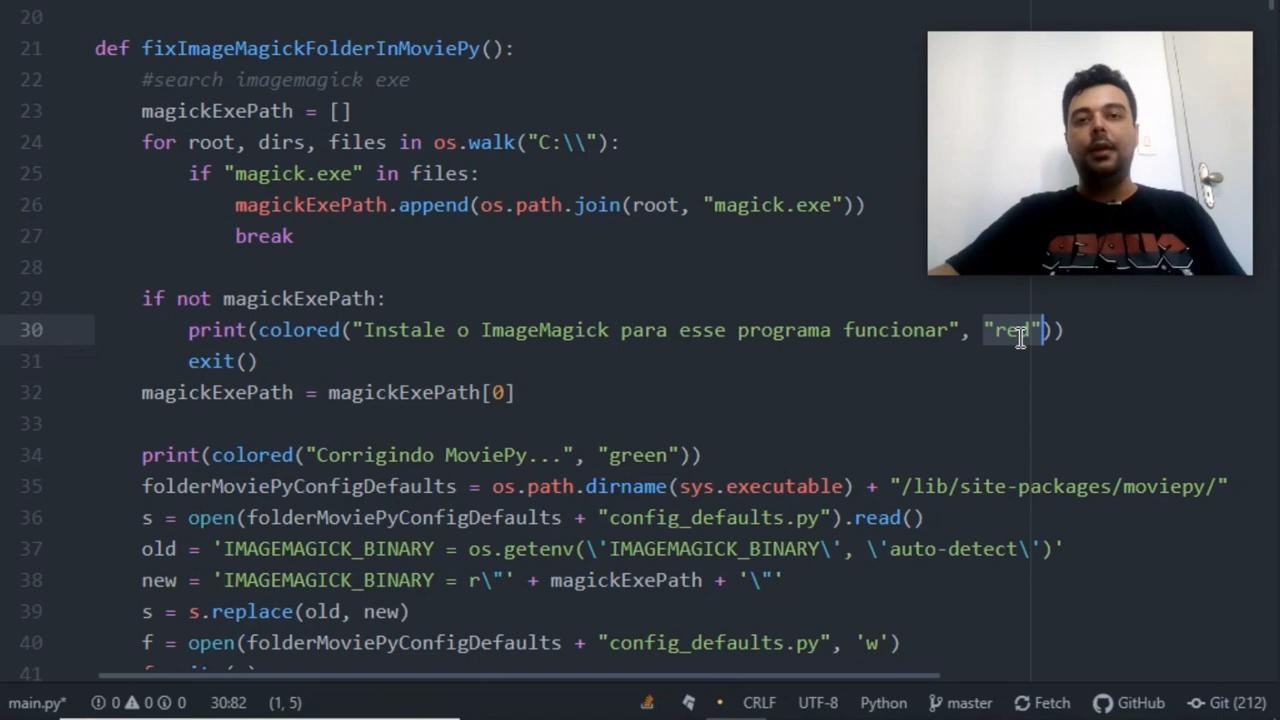 20
21 def fixImageMagickFolderInMoviePy():
22 #search imagemagick exe
23 magickExePath = []
24 for root, dirs, files in os.walk("C:\\"):
25 if "magick.exe" in files:
26 magickExePath.append(os.path.join(root, "magick.exe"))
27 break
28
29 if not magickExePath:
30 print(colored("Instale o ImageMagick para esse programa funcionar", "red"))
31 exit()
32 magickExePath = magickExePath[0]
33
34 print(colored("Corrigindo MoviePy...", "green"))
35 folderMoviePyConfigDefaults = os.path.dirname(sys.executable) + "/lib/site-packages/moviepy/"
36 s = open(folderMoviePyConfigDefaults + "config_defaults.py").read()
37 old = 'IMAGEMAGICK_BINARY = os.getenv(\'IMAGEMAGICK_BINARY\', \'auto-detect\')'
38 new = 'IMAGEMAGICK_BINARY = r\"' + magickExePath + '\"'
39 s = s.replace(old, new)
40 f = open(folderMoviePyConfigDefaults + "config_defaults.py", 'w')
41
main.py* 0 0 0 30:82 (1, 5) CRLF UTF-8 Python master Fetch GitHub Git (212)